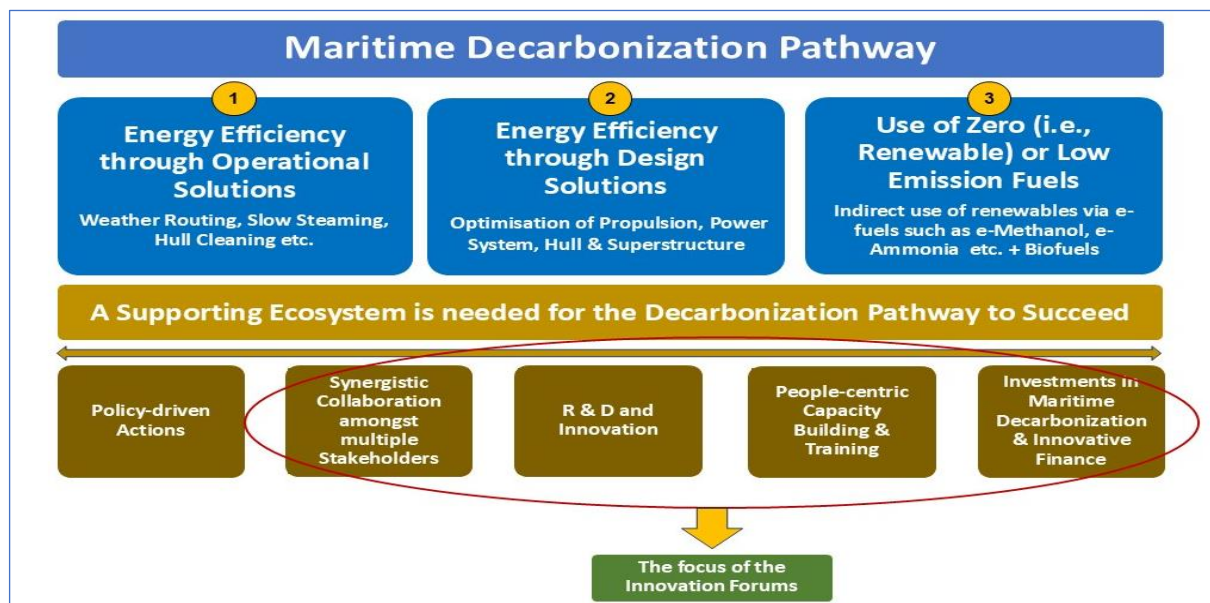 Maritime Decarbonization Pathway
1
Energy Efficiency
through Operational
Solutions
Weather Routing, Slow Steaming,
Hull Cleaning etc.
2
Energy Efficiency
through Design
Solutions
Optimisation of Propulsion, Power
System, Hull & Superstructure
3
Use of Zero (i.e.,
Renewable) or Low
Emission Fuels
Indirect use of renewables via e-
fuels such as e-Methanol, e-
Ammonia etc. + Biofuels
A Supporting Ecosystem is needed for the Decarbonization Pathway to Succeed
Policy-driven
Actions
Synergistic
Collaboration
amongst
multiple
Stakeholders
R & D and
Innovation
People-centric
Capacity
Building &
Training
Investments in
Maritime
Decarbonization
& Innovative
Finance
The focus of the
Innovation Forums